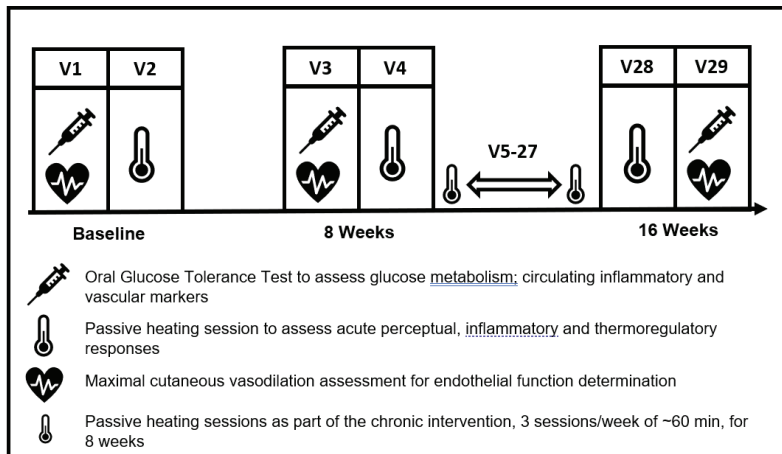 V1 V2 V3 V4 V28 V29
V5-27
Baseline 8 Weeks 16 Weeks
Oral Glucose Tolerance Test to assess glucose metabolism; circulating inflammatory and
vascular markers
Passive heating session to assess acute perceptual, inflammatory and thermoregulatory
responses
Maximal cutaneous vasodilation assessment for endothelial function determination
Passive heating sessions as part of the chronic intervention, 3 sessions/week of ~60 min, for
8 weeks